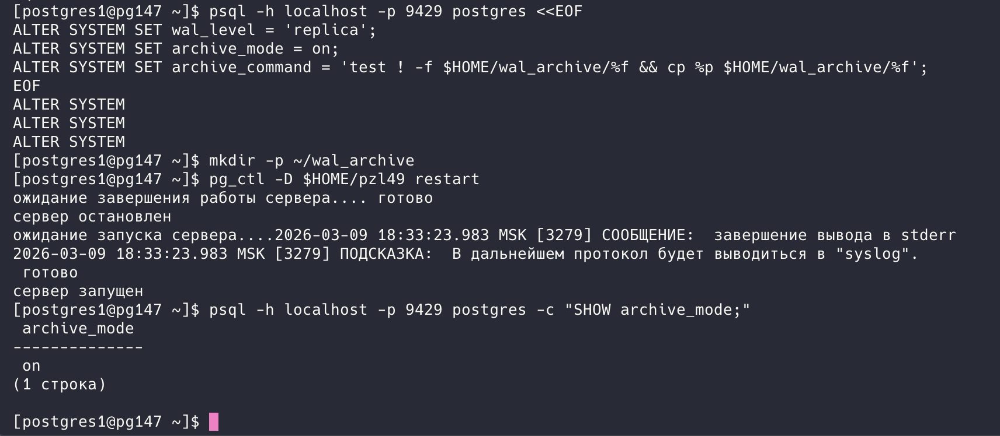 [postgres1@pg147 ~]$ psql -h localhost -p 9429 postgres <<EOF
ALTER SYSTEM SET wal_level = 'replica';
ALTER SYSTEM SET archive_mode = on;
ALTER SYSTEM SET archive_command = 'test ! -f $HOME/wal_archive/%f && cp %p $HOME/wal_archive/%f';
EOF
ALTER SYSTEM
ALTER SYSTEM
ALTER SYSTEM
[postgres1@pg147 ~]$ mkdir -p ~/wal_archive
[postgres1@pg147 ~]$ pg_ctl -D $HOME/pzl49 restart
ожидание завершения работы сервера.... готово
сервер остановлен
ожидание запуска сервера....2026-03-09 18:33:23.983 MSK [3279] СООБЩЕНИЕ:  завершение вывода в stderr
2026-03-09 18:33:23.983 MSK [3279] ПОДСКАЗКА:  В дальнейшем протокол будет выводиться в "syslog".
 готово
сервер запущен
[postgres1@pg147 ~]$ psql -h localhost -p 9429 postgres -c "SHOW archive_mode;"
 archive_mode
--------------
 on
(1 строка)

[postgres1@pg147 ~]$